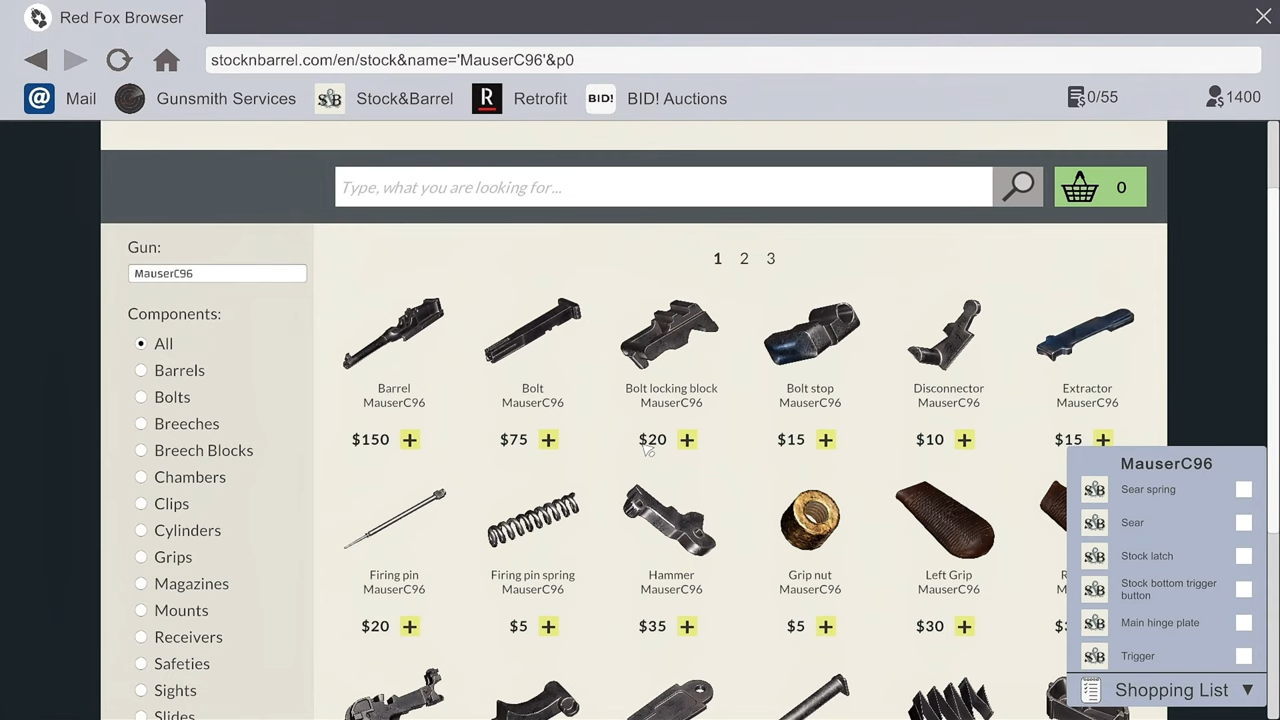 Red Fox Browser
stocknbarrel.com/en/stock&name='MauserC96'&p0
@ Mail Gunsmith Services S&B Stock&Barrel R Retrofit BID! BID! Auctions $0/55 $1400
Type, what you are looking for... 0
Gun:
MauserC96
Components:
All
Barrels
Bolts
Breeches
Breech Blocks
Chambers
Clips
Cylinders
Grips
Magazines
Mounts
Receivers
Safeties
Sights
Slides
1 2 3
Barrel
MauserC96
$150 +
Bolt
MauserC96
$75 +
Bolt locking block
MauserC96
$20 +
Bolt stop
MauserC96
$15 +
Disconnector
MauserC96
$10 +
Extractor
MauserC96
$15 +
Firing pin
MauserC96
$20 +
Firing pin spring
MauserC96
$5 +
Hammer
MauserC96
$35 +
Grip nut
MauserC96
$5 +
Left Grip
MauserC96
$30 +
MauserC96
S&B Sear spring
S&B Sear
S&B Stock latch
S&B Stock bottom trigger
button
S&B Main hinge plate
S&B Trigger
Shopping List ▼